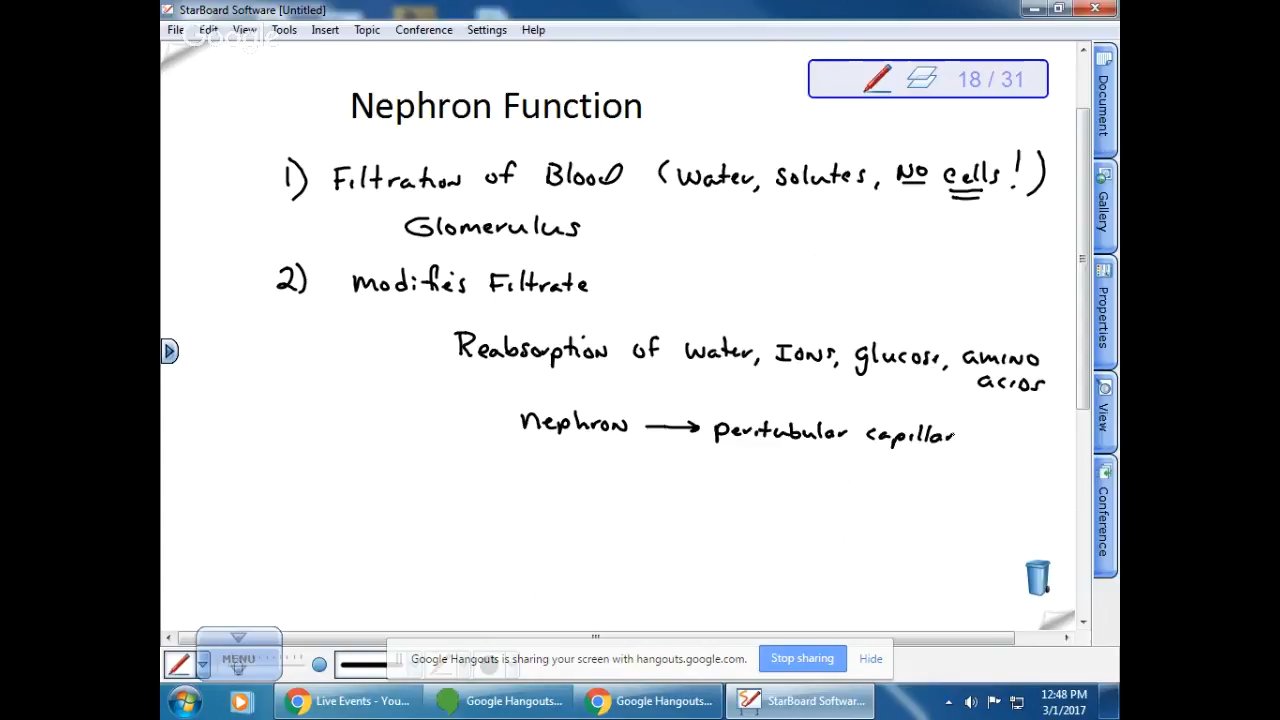 StarBoard Software [Untitled]
File Edit View Tools Insert Topic Conference Settings Help
Google
18 / 31
Nephron Function
1) Filtration of Blood (water, solutes, No cells!)
Glomerulus
2) Modifies Filtrate
Reabsorption of water, Ions, glucose, amino
acids
nephron → peritubular capillar
Document
Gallery
Properties
View
Conference
MENU
Google Hangouts is sharing your screen with hangouts.google.com. Stop sharing Hide
Live Events - You... Google Hangouts... Google Hangouts... StarBoard Softwar...
12:48 PM
3/1/2017